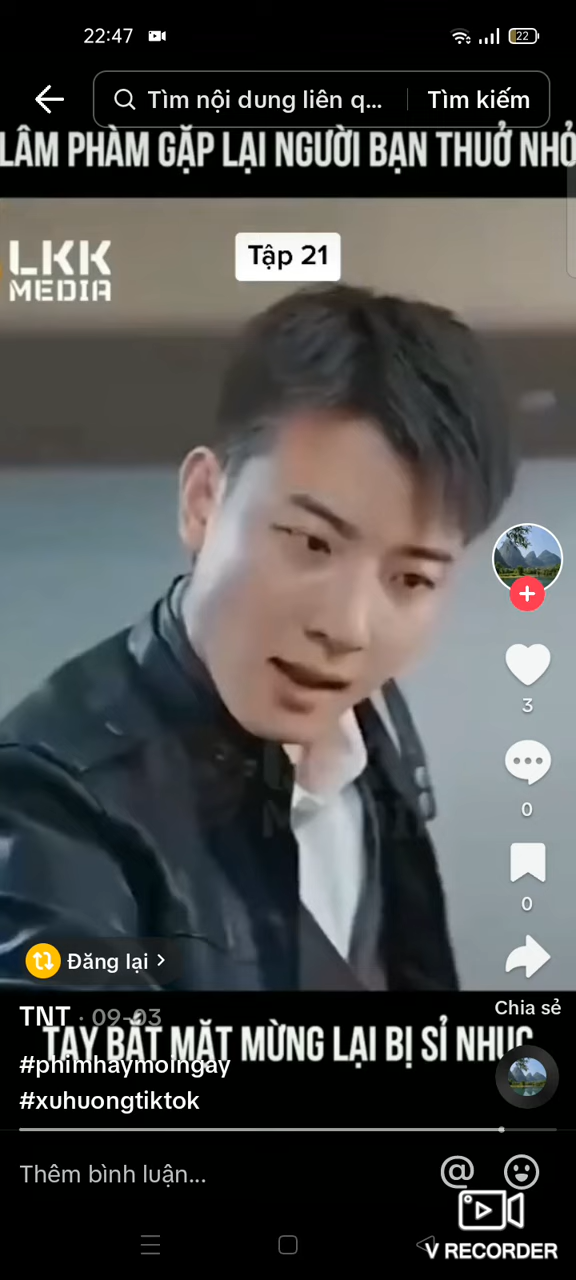 22:47
22
Tìm nội dung liên q...
Tìm kiếm
LÂM PHÀM GẶP LẠI NGƯỜI BẠN THUỞ NHỎ
LKK
MEDIA
Tập 21
3
0
0
Đăng lại
Chia sẻ
TNT · 09-03
TAY BẮT MẶT MỪNG LẠI BỊ SỈ NHỤC
#phimhaymoingay
#xuhuongtiktok
Thêm bình luận...
V RECORDER